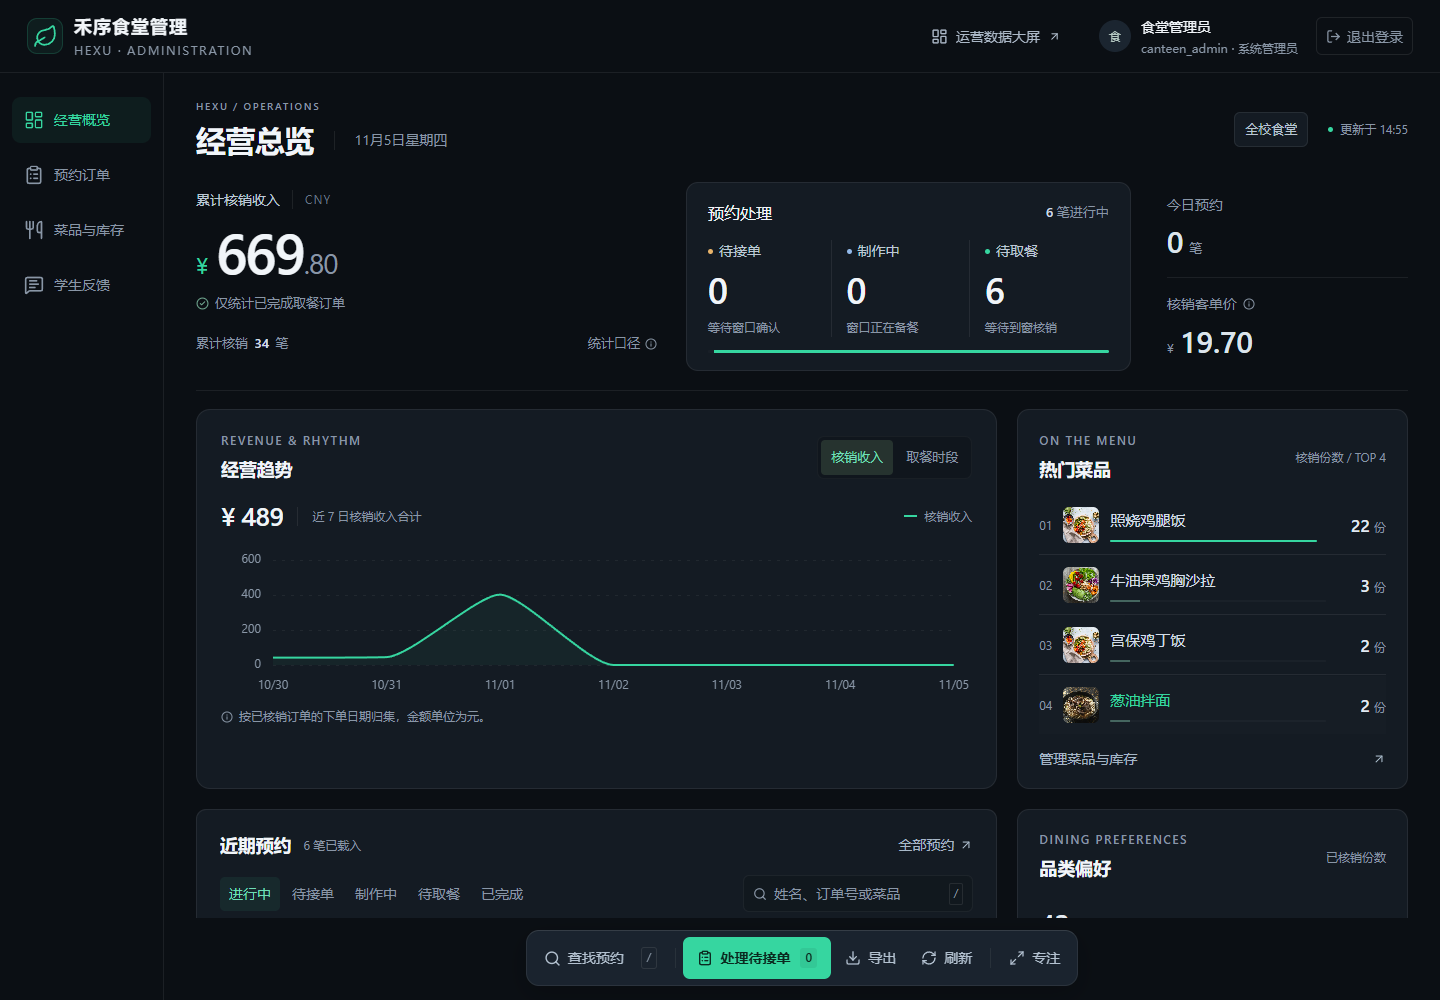 禾序食堂管理
HEXU · ADMINISTRATION
运营数据大屏
食
食堂管理员
canteen_admin · 系统管理员
退出登录
经营概览
预约订单
菜品与库存
学生反馈
HEXU / OPERATIONS
经营总览
11月5日星期四
全校食堂
更新于 14:55
累计核销收入
CNY
¥ 669.80
仅统计已完成取餐订单
累计核销 34 笔
统计口径
预约处理
6 笔进行中
待接单
0
等待窗口确认
制作中
0
窗口正在备餐
待取餐
6
等待到窗核销
今日预约
0 笔
核销客单价
¥ 19.70
REVENUE & RHYTHM
经营趋势
核销收入
取餐时段
¥ 489
近 7 日核销收入合计
核销收入
600
400
200
0
10/30
10/31
11/01
11/02
11/03
11/04
11/05
按已核销订单的下单日期归集，金额单位为元。
ON THE MENU
热门菜品
核销份数 / TOP 4
01
照烧鸡腿饭
22 份
02
牛油果鸡胸沙拉
3 份
03
宫保鸡丁饭
2 份
04
葱油拌面
2 份
管理菜品与库存
近期预约
6 笔已载入
全部预约
进行中
待接单
制作中
待取餐
已完成
姓名、订单号或菜品
/
DINING PREFERENCES
品类偏好
已核销份数
查找预约
/
处理待接单
0
导出
刷新
专注